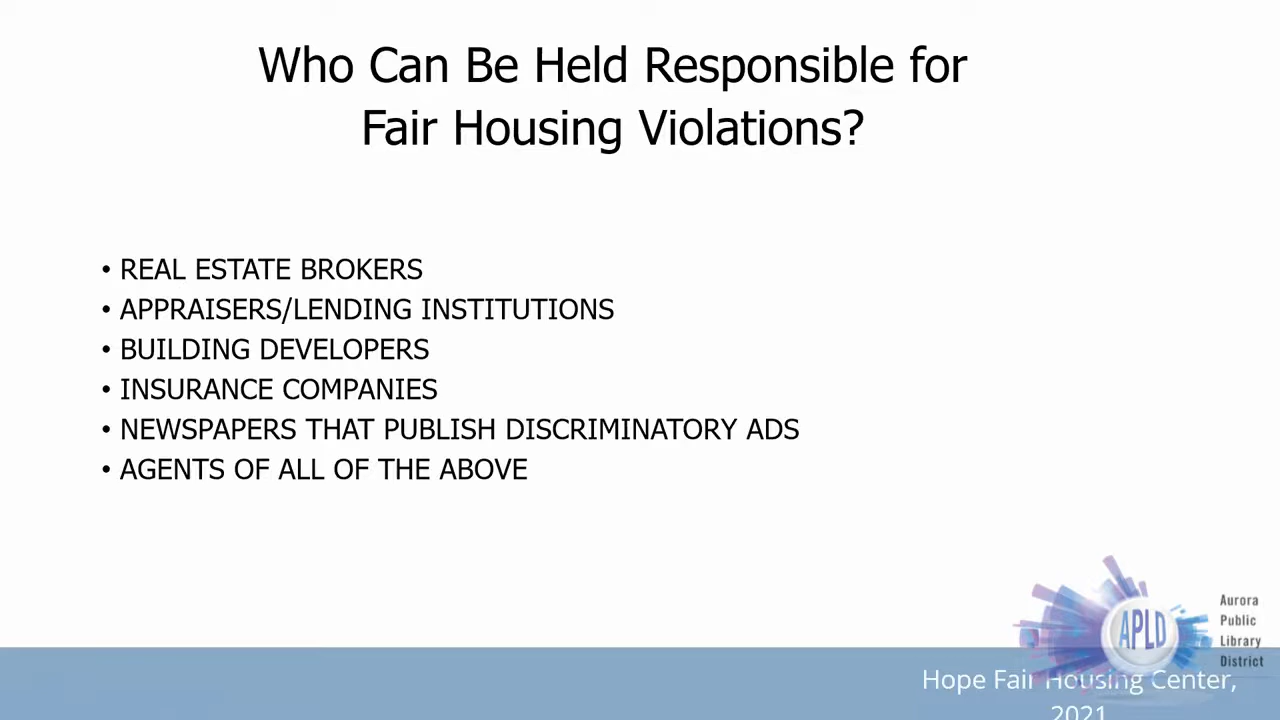 Who Can Be Held Responsible for
Fair Housing Violations?
• REAL ESTATE BROKERS
• APPRAISERS/LENDING INSTITUTIONS
• BUILDING DEVELOPERS
• INSURANCE COMPANIES
• NEWSPAPERS THAT PUBLISH DISCRIMINATORY ADS
• AGENTS OF ALL OF THE ABOVE
APLD
Aurora
Public
Library
District
Hope Fair Housing Center,
2021